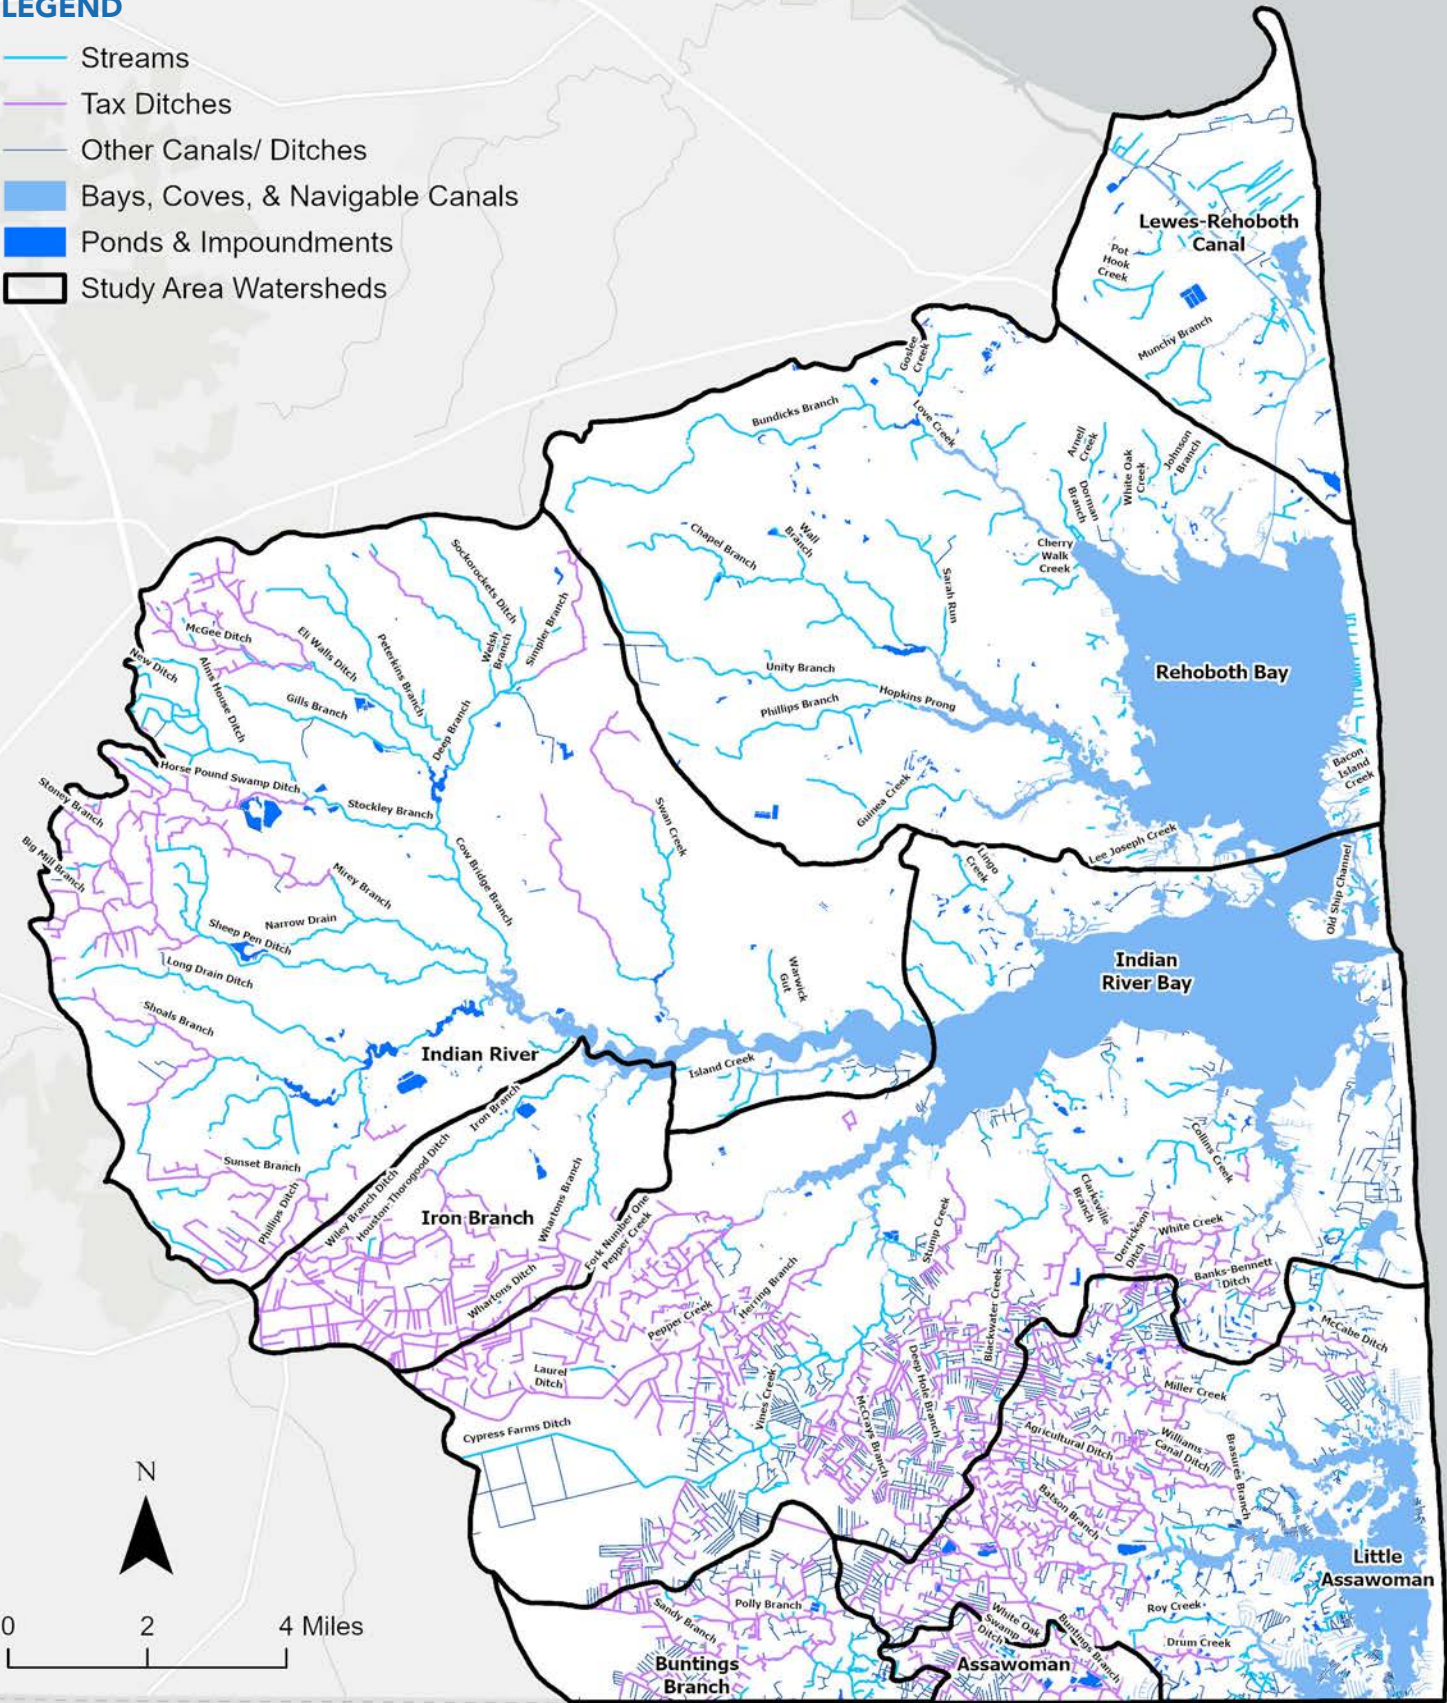 LEGEND
Streams
Tax Ditches
Other Canals/ Ditches
Bays, Coves, & Navigable Canals
Ponds & Impoundments
Study Area Watersheds
Lewes-Rehoboth
Canal
Pot
Hook
Creek
Munchy Branch
Goslee
Creek
Bundicks Branch
Love Creek
Arnell
Creek
Dorman
Branch
White Oak
Creek
Johnson
Branch
Chapel Branch
Wall
Branch
Cherry
Walk
Creek
Sarah Run
Sockorockets Ditch
Welsh
Branch
Simpler Branch
McGee Ditch
New Ditch
Alms House Ditch
Eli Walls Ditch
Peterkins Branch
Gills Branch
Deep Branch
Unity Branch
Phillips Branch
Hopkins Prong
Rehoboth Bay
Bacon
Island
Creek
Horse Pound Swamp Ditch
Stockley Branch
Stoney Branch
Big Mill Branch
Swan Creek
Guinea Creek
Cow Bridge Branch
Lee Joseph Creek
Lingo
Creek
Old Ship Channel
Mirey Branch
Narrow Drain
Sheep Pen Ditch
Long Drain Ditch
Warwick
Gut
Indian
River Bay
Shoals Branch
Indian River
Island Creek
Iron Branch
Sunset Branch
Phillips Ditch
Wiley Branch Ditch
Houston-Thorogood Ditch
Iron Branch
Whartons Branch
Fork Number One
Pepper Creek
Whartons Ditch
Collins Creek
Clarksville
Branch
Stump Creek
Derrickson
Ditch
White Creek
Banks-Bennett
Ditch
Herring Branch
Pepper Creek
Blackwater Creek
McCabe Ditch
Laurel
Ditch
Deep Hole Branch
Vines Creek
McCrays Branch
Miller Creek
Cypress Farms Ditch
Agricultural Ditch
Williams
Canal Ditch
Brasures Branch
Batson Branch
N
Little
Assawoman
Polly Branch
Sandy Branch
White Oak
Swamp
Ditch
Buntings Branch
Roy Creek
Drum Creek
Buntings
Branch
Assawoman
0 2 4 Miles